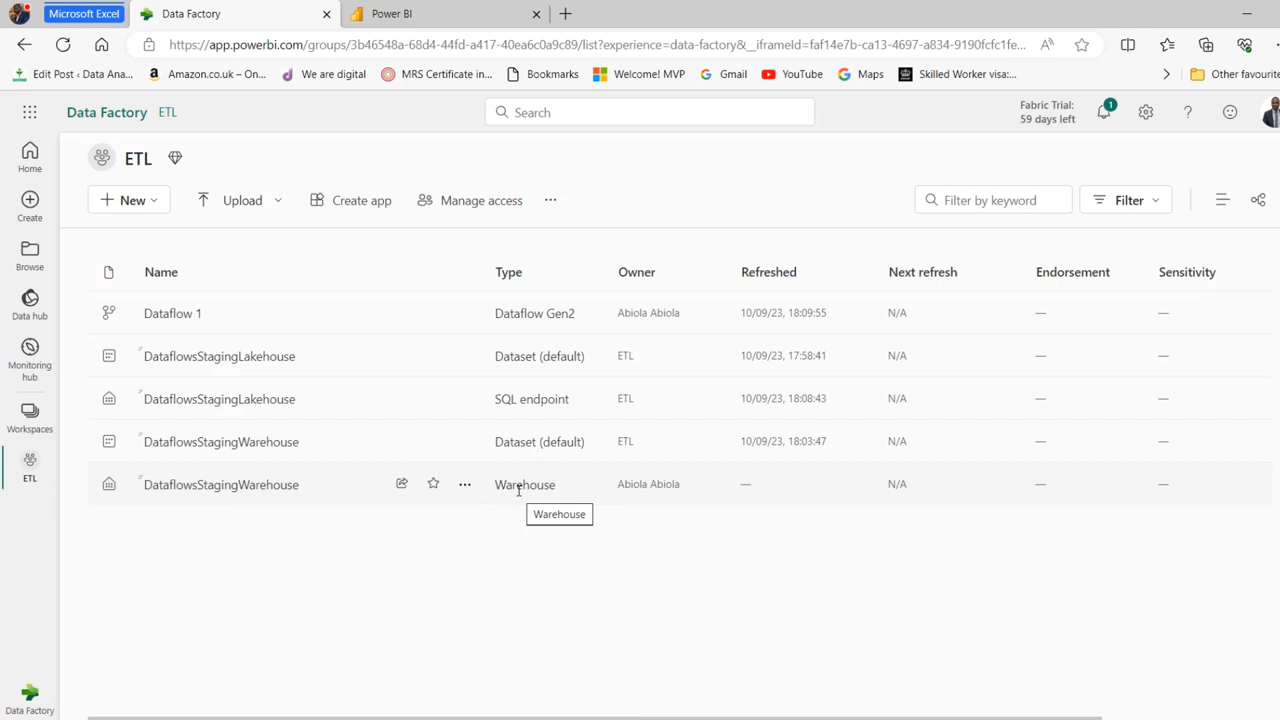 Microsoft Excel
Data Factory
Power BI
https://app.powerbi.com/groups/3b46548a-68d4-44fd-a417-40ea6c0a9c89/list?experience=data-factory&__iframeId=faf14e7b-ca13-4697-a834-9190fcfc1fe...
Edit Post ‹ Data Ana... Amazon.co.uk – On... We are digital MRS Certificate in... Bookmarks Welcome! MVP Gmail YouTube Maps Skilled Worker visa:... Other favourite
Data Factory ETL
Search
Fabric Trial:
59 days left
1
Home
Create
Browse
Data hub
Monitoring
hub
Workspaces
ETL
Data Factory
ETL
New Upload Create app Manage access ... Filter by keyword Filter
Name Type Owner Refreshed Next refresh Endorsement Sensitivity
Dataflow 1 Dataflow Gen2 Abiola Abiola 10/09/23, 18:09:55 N/A — —
DataflowsStagingLakehouse Dataset (default) ETL 10/09/23, 17:58:41 N/A — —
DataflowsStagingLakehouse SQL endpoint ETL 10/09/23, 18:08:43 N/A — —
DataflowsStagingWarehouse Dataset (default) ETL 10/09/23, 18:03:47 N/A — —
DataflowsStagingWarehouse ... Warehouse Abiola Abiola — N/A — —
Warehouse